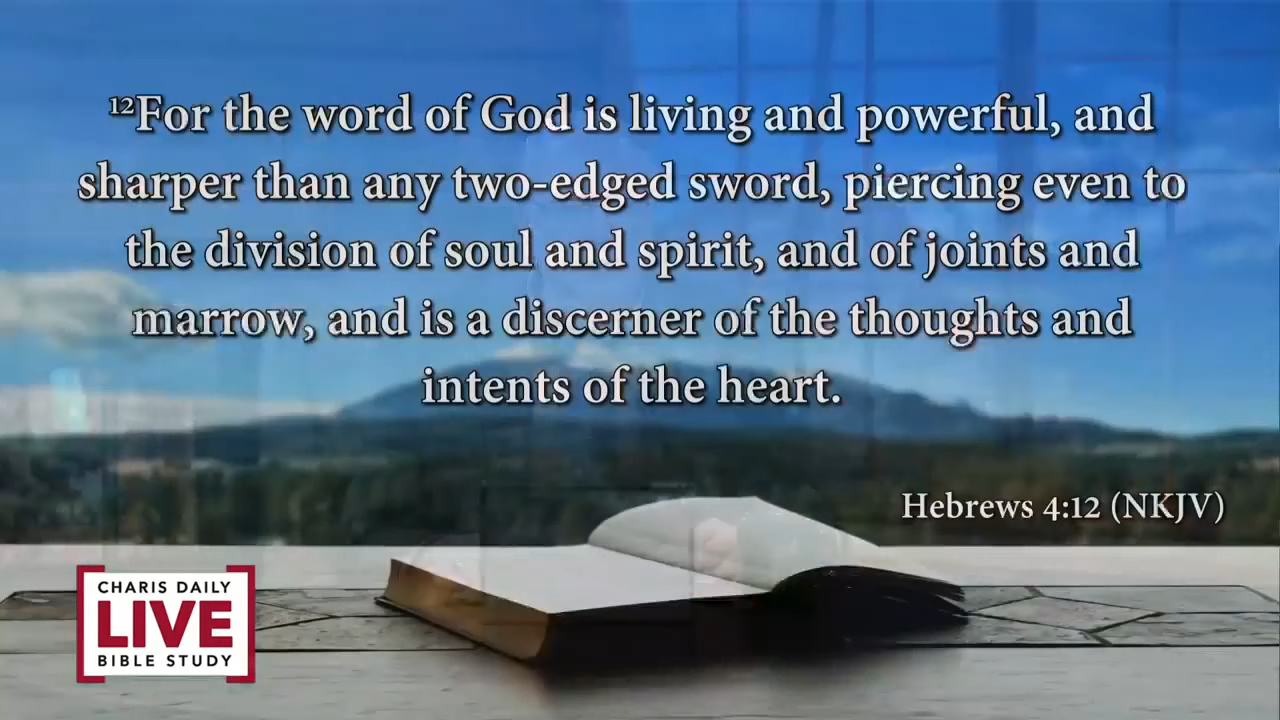 ¹²For the word of God is living and powerful, and
sharper than any two-edged sword, piercing even to
the division of soul and spirit, and of joints and
marrow, and is a discerner of the thoughts and
intents of the heart.
Hebrews 4:12 (NKJV)
CHARIS DAILY
LIVE
BIBLE STUDY